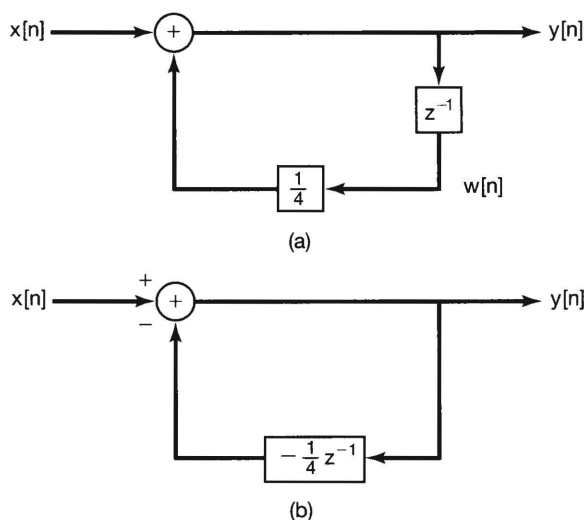 x[n] + y[n]
z⁻¹
1/4 w[n]
(a)
+
x[n] + y[n]
−
− 1/4 z⁻¹
(b)